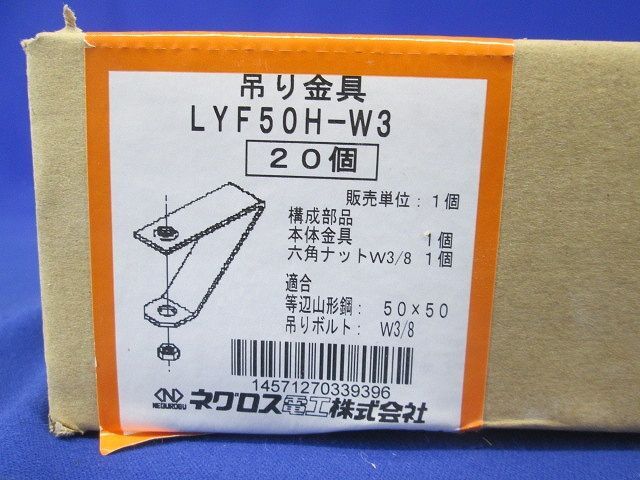 吊り金具
LYF50H-W3
20個
販売単位：1個
構成部品
本体金具 1個
六角ナットW3/8 1個
適合
等辺山形鋼： 50×50
吊りボルト： W3/8
14571270339396
NEGUROSU
ネグロス電工株式会社